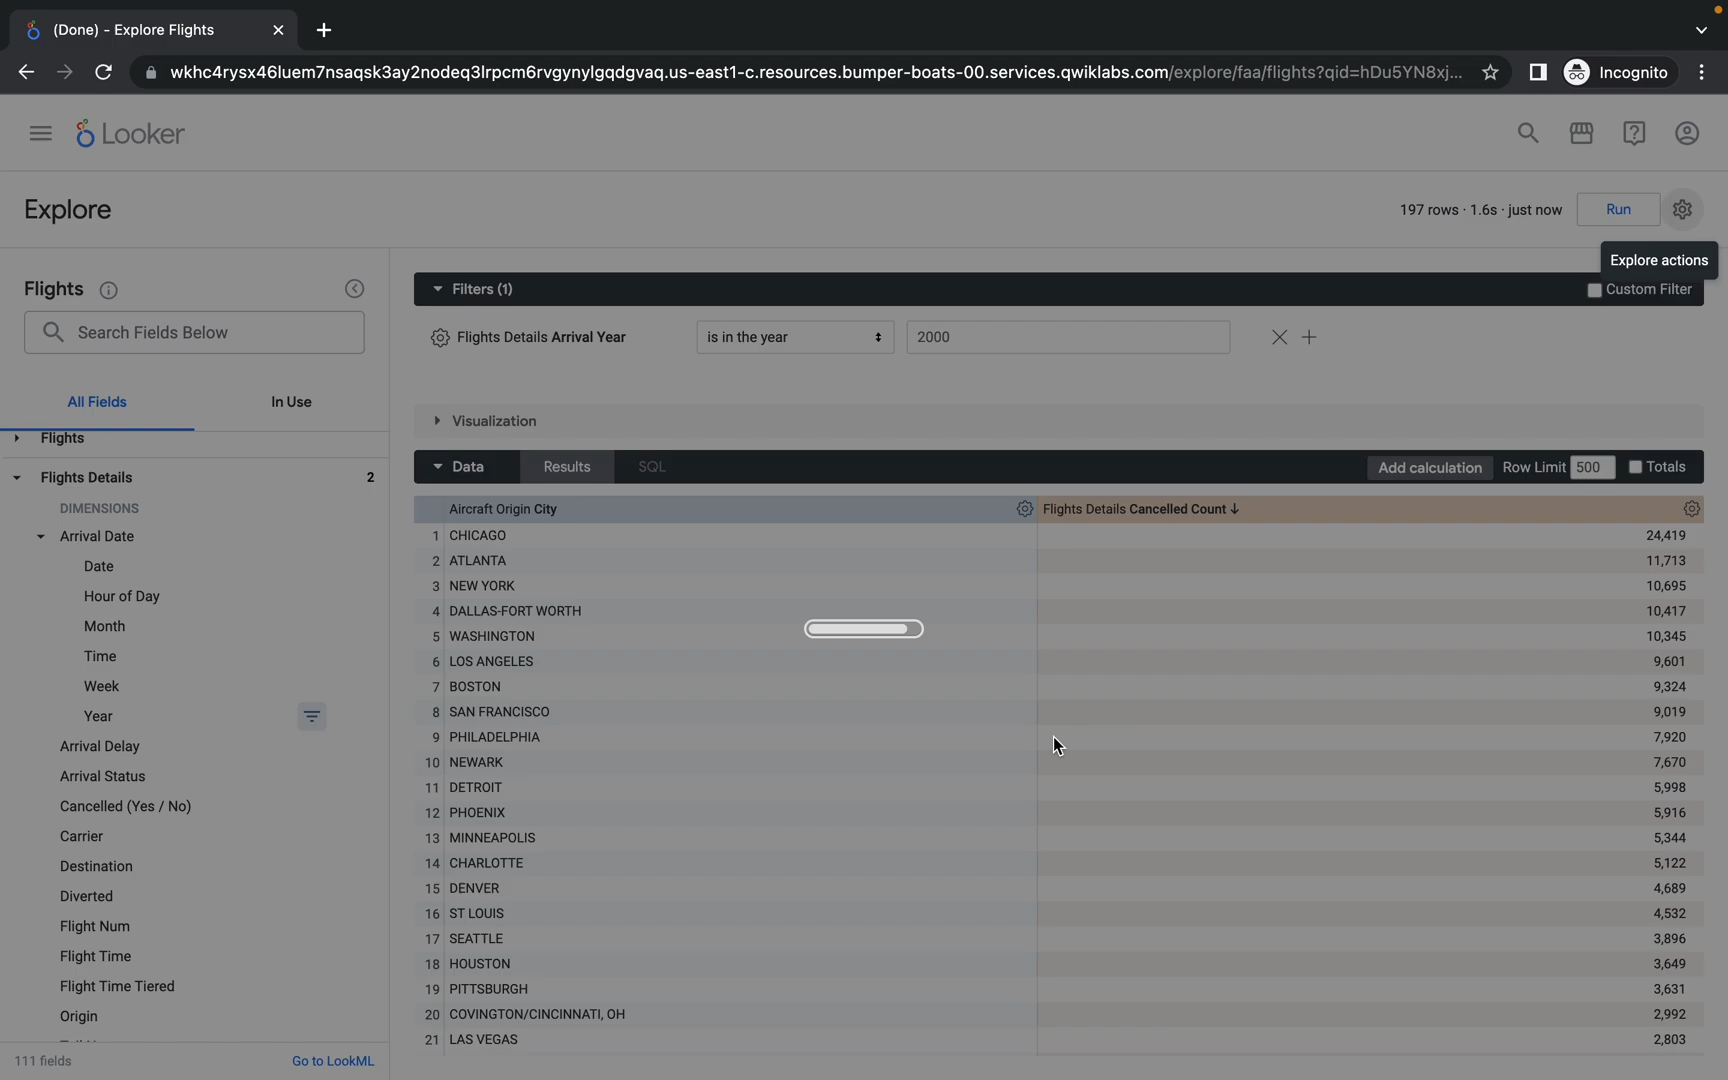 (Done) - Explore Flights
wkhc4rysx46luem7nsaqsk3ay2nodeq3lrpcm6rvgynylgqdgvaq.us-east1-c.resources.bumper-boats-00.services.qwiklabs.com/explore/faa/flights?qid=hDu5YN8xj...
Incognito
Looker
Explore
197 rows · 1.6s · just now
Run
Explore actions
Flights
Search Fields Below
All Fields
In Use
Flights
Flights Details 2
DIMENSIONS
Arrival Date
Date
Hour of Day
Month
Time
Week
Year
Arrival Delay
Arrival Status
Cancelled (Yes / No)
Carrier
Destination
Diverted
Flight Num
Flight Time
Flight Time Tiered
Origin
111 fields
Go to LookML
Filters (1)
Custom Filter
Flights Details Arrival Year
is in the year
2000
Visualization
Data
Results
SQL
Add calculation
Row Limit 500
Totals
Aircraft Origin City
Flights Details Cancelled Count ↓
1 CHICAGO 24,419
2 ATLANTA 11,713
3 NEW YORK 10,695
4 DALLAS-FORT WORTH 10,417
5 WASHINGTON 10,345
6 LOS ANGELES 9,601
7 BOSTON 9,324
8 SAN FRANCISCO 9,019
9 PHILADELPHIA 7,920
10 NEWARK 7,670
11 DETROIT 5,998
12 PHOENIX 5,916
13 MINNEAPOLIS 5,344
14 CHARLOTTE 5,122
15 DENVER 4,689
16 ST LOUIS 4,532
17 SEATTLE 3,896
18 HOUSTON 3,649
19 PITTSBURGH 3,631
20 COVINGTON/CINCINNATI, OH 2,992
21 LAS VEGAS 2,803